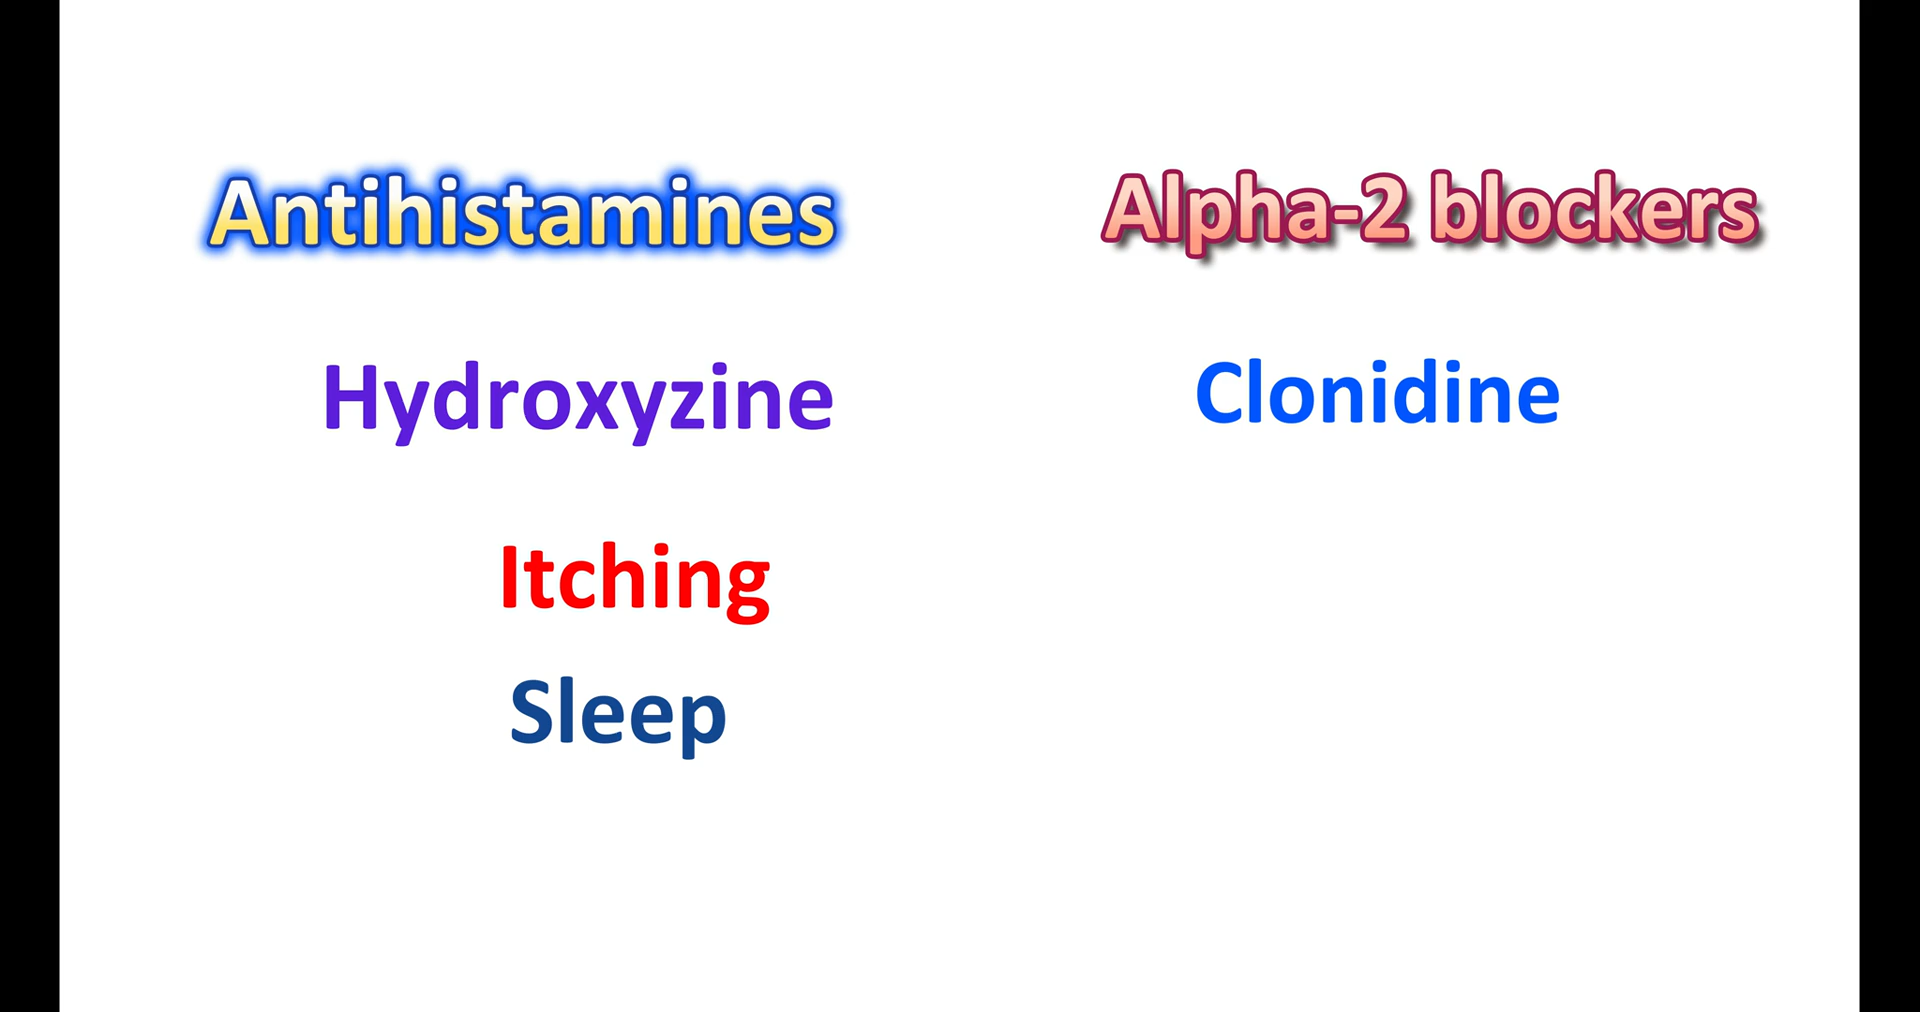 Antihistamines
Hydroxyzine
Itching
Sleep
Alpha-2 blockers
Clonidine